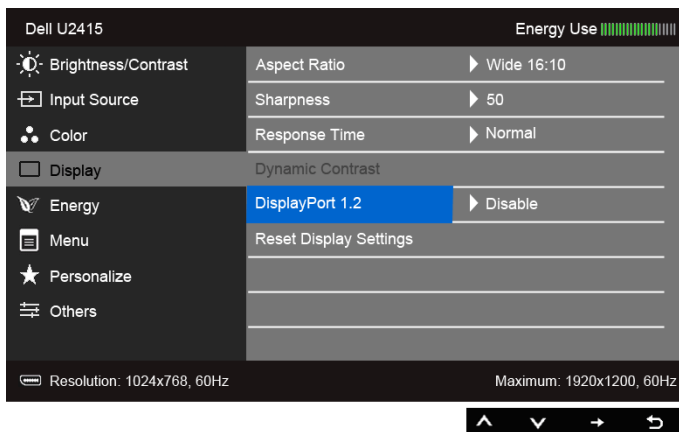 Dell U2415 Energy Use
Brightness/Contrast Aspect Ratio Wide 16:10
Input Source Sharpness 50
Color Response Time Normal
Display Dynamic Contrast
Energy DisplayPort 1.2 Disable
Menu Reset Display Settings
Personalize
Others
Resolution: 1024x768, 60Hz Maximum: 1920x1200, 60Hz